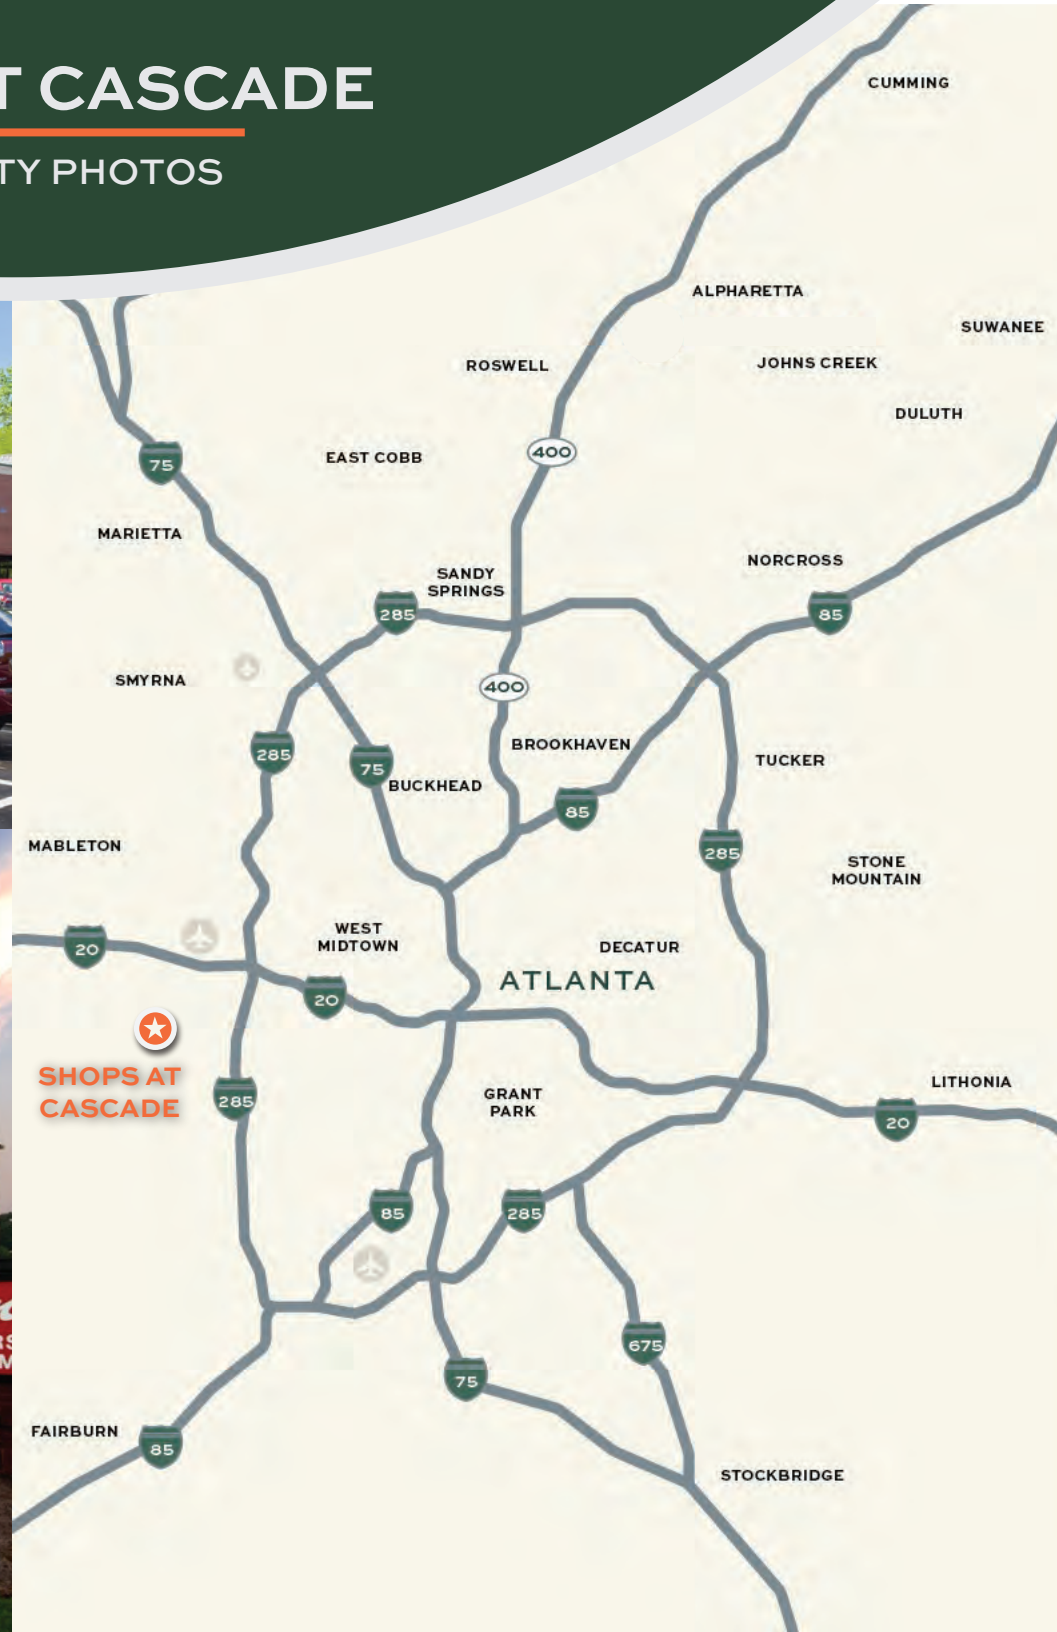 T CASCADE
TY PHOTOS
CUMMING
ALPHARETTA
SUWANEE
JOHNS CREEK
ROSWELL
DULUTH
400
EAST COBB
75
MARIETTA
NORCROSS
SANDY
SPRINGS
285
85
SMYRNA
400
BROOKHAVEN
285
75
TUCKER
BUCKHEAD
85
MABLETON
285
STONE
MOUNTAIN
WEST
MIDTOWN
20
DECATUR
ATLANTA
20
SHOPS AT
CASCADE
285
GRANT
PARK
LITHONIA
20
85
285
675
75
FAIRBURN
85
STOCKBRIDGE